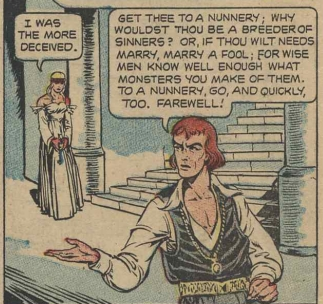 I WAS
THE MORE
DECEIVED.
GET THEE TO A NUNNERY; WHY
WOULDST THOU BE A BREEDER OF
SINNERS? OR, IF THOU WILT NEEDS
MARRY, MARRY A FOOL; FOR WISE
MEN KNOW WELL ENOUGH WHAT
MONSTERS YOU MAKE OF THEM.
TO A NUNNERY, GO, AND QUICKLY,
TOO. FAREWELL!